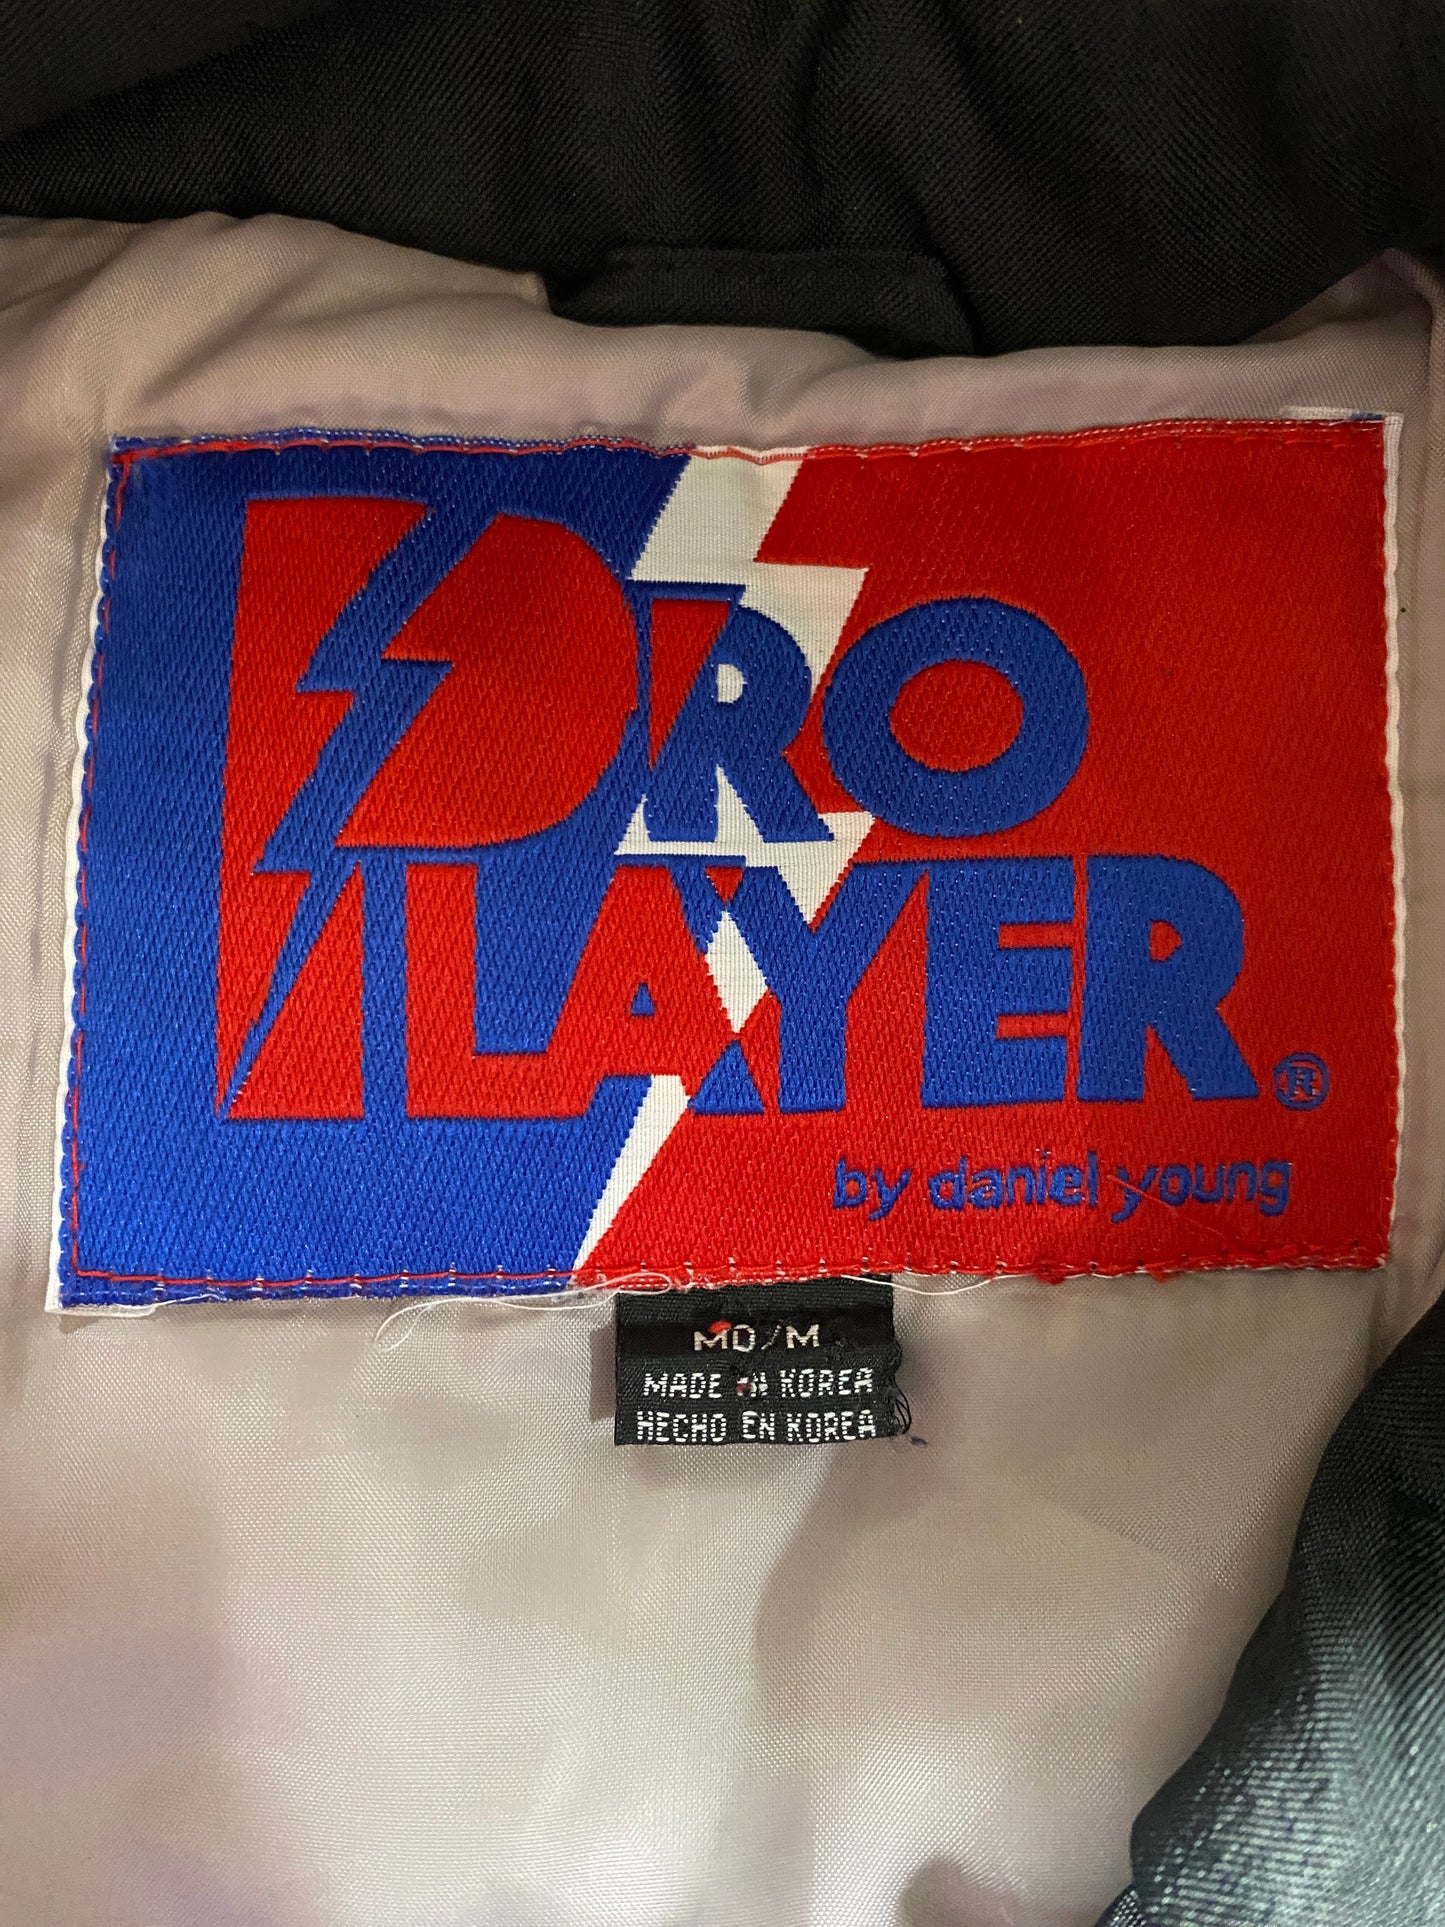 PRO
PLAYER®
by daniel young
MD/M
MADE IN KOREA
HECHO EN KOREA